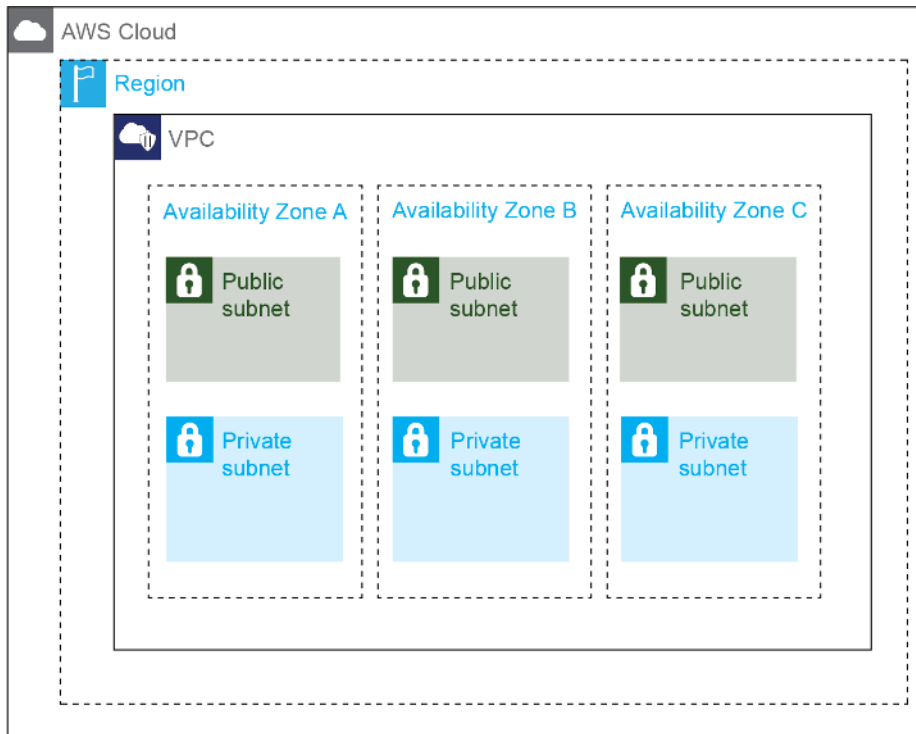 AWS Cloud
Region
VPC
Availability Zone A
Availability Zone B
Availability Zone C
Public
subnet
Public
subnet
Public
subnet
Private
subnet
Private
subnet
Private
subnet